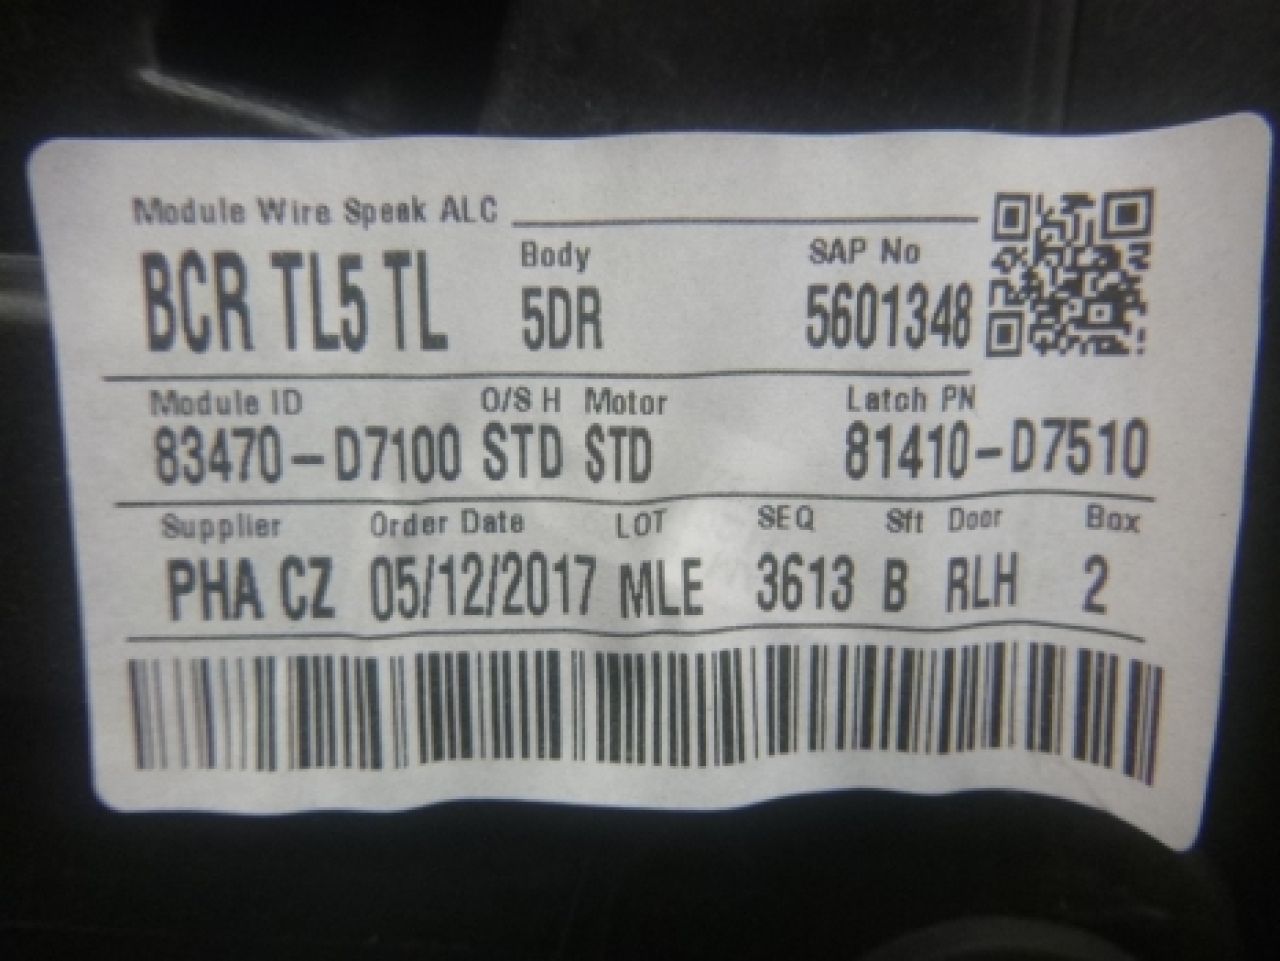 Module Wire Speak ALC
Body SAP No
BCR TL5 TL 5DR 5601348
Module ID O/S H Motor Latch PN
83470-D7100 STD STD 81410-D7510
Supplier Order Date LOT SEQ Sft Door Box
PHA CZ 05/12/2017 MLE 3613 B RLH 2